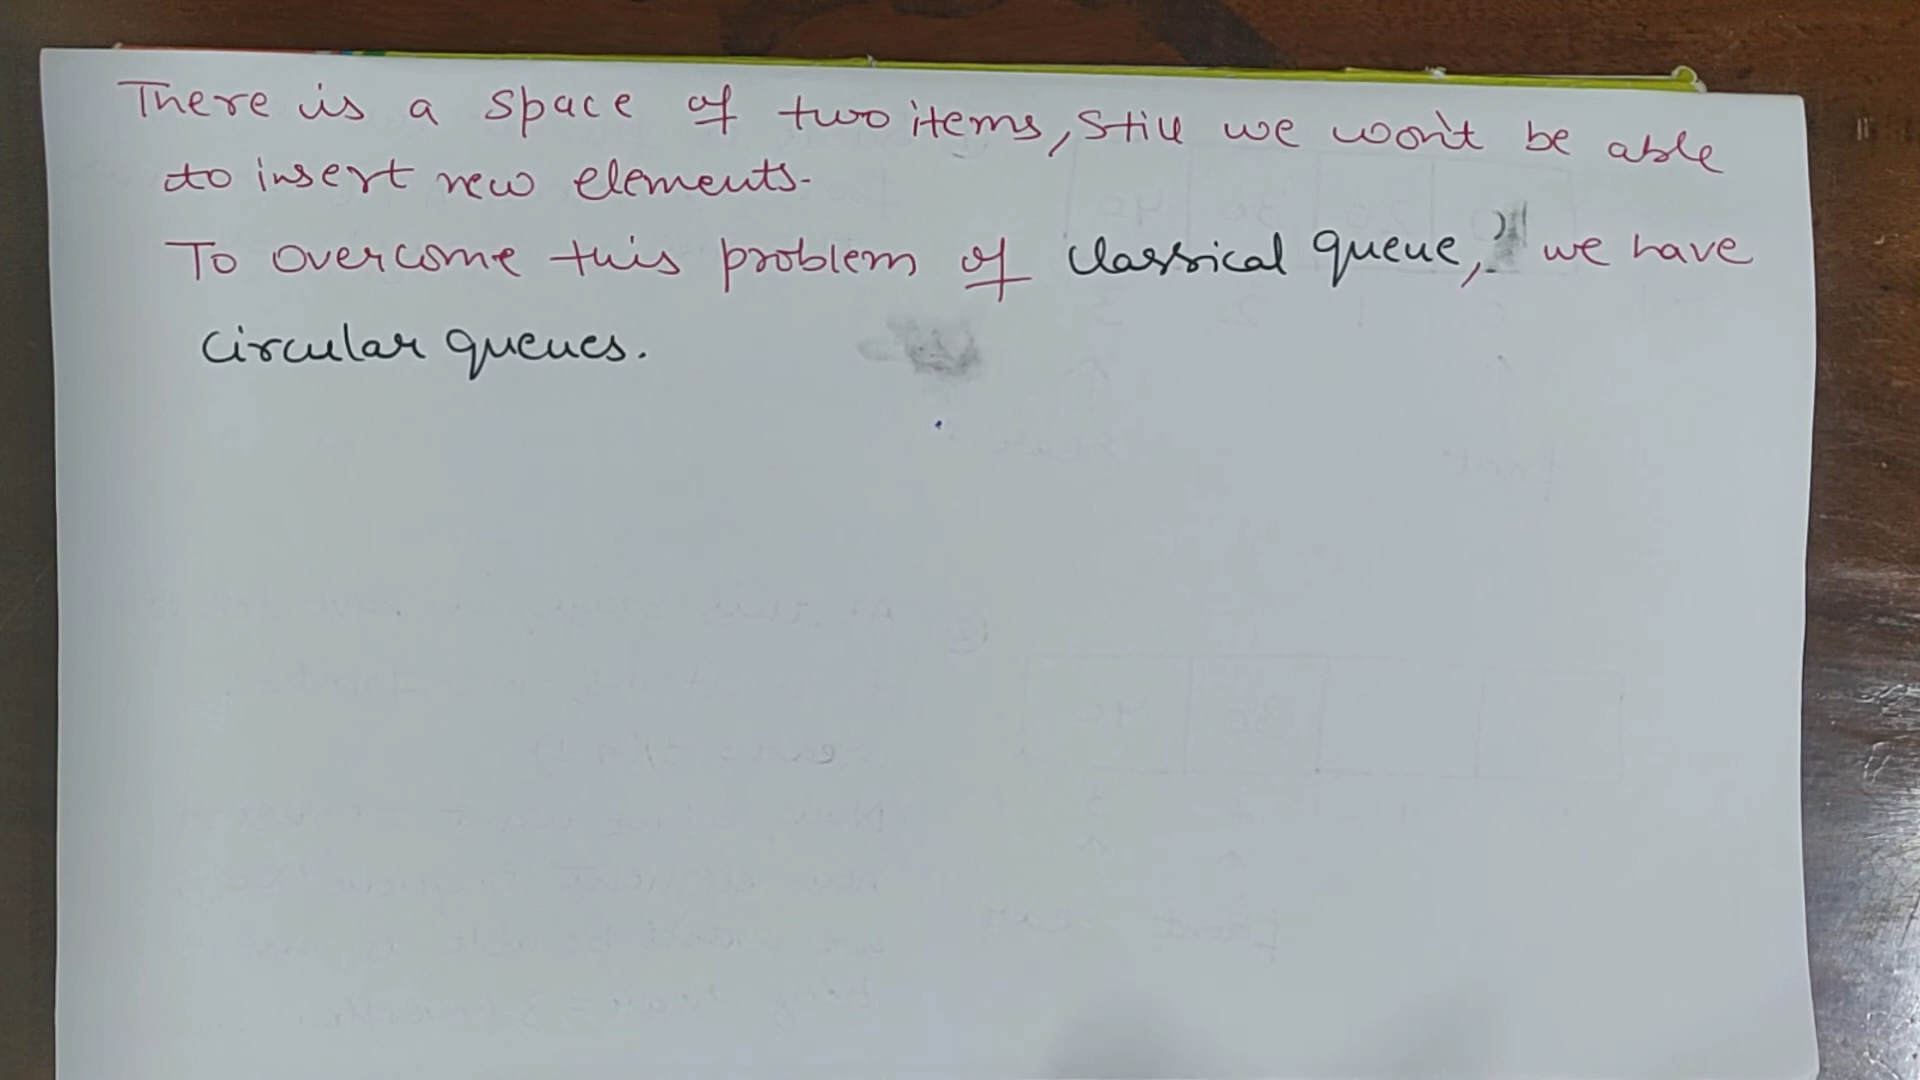 There is a space of two items, still we won't be able
to insert new elements.
To overcome this problem of classical queue, we have
circular queues.